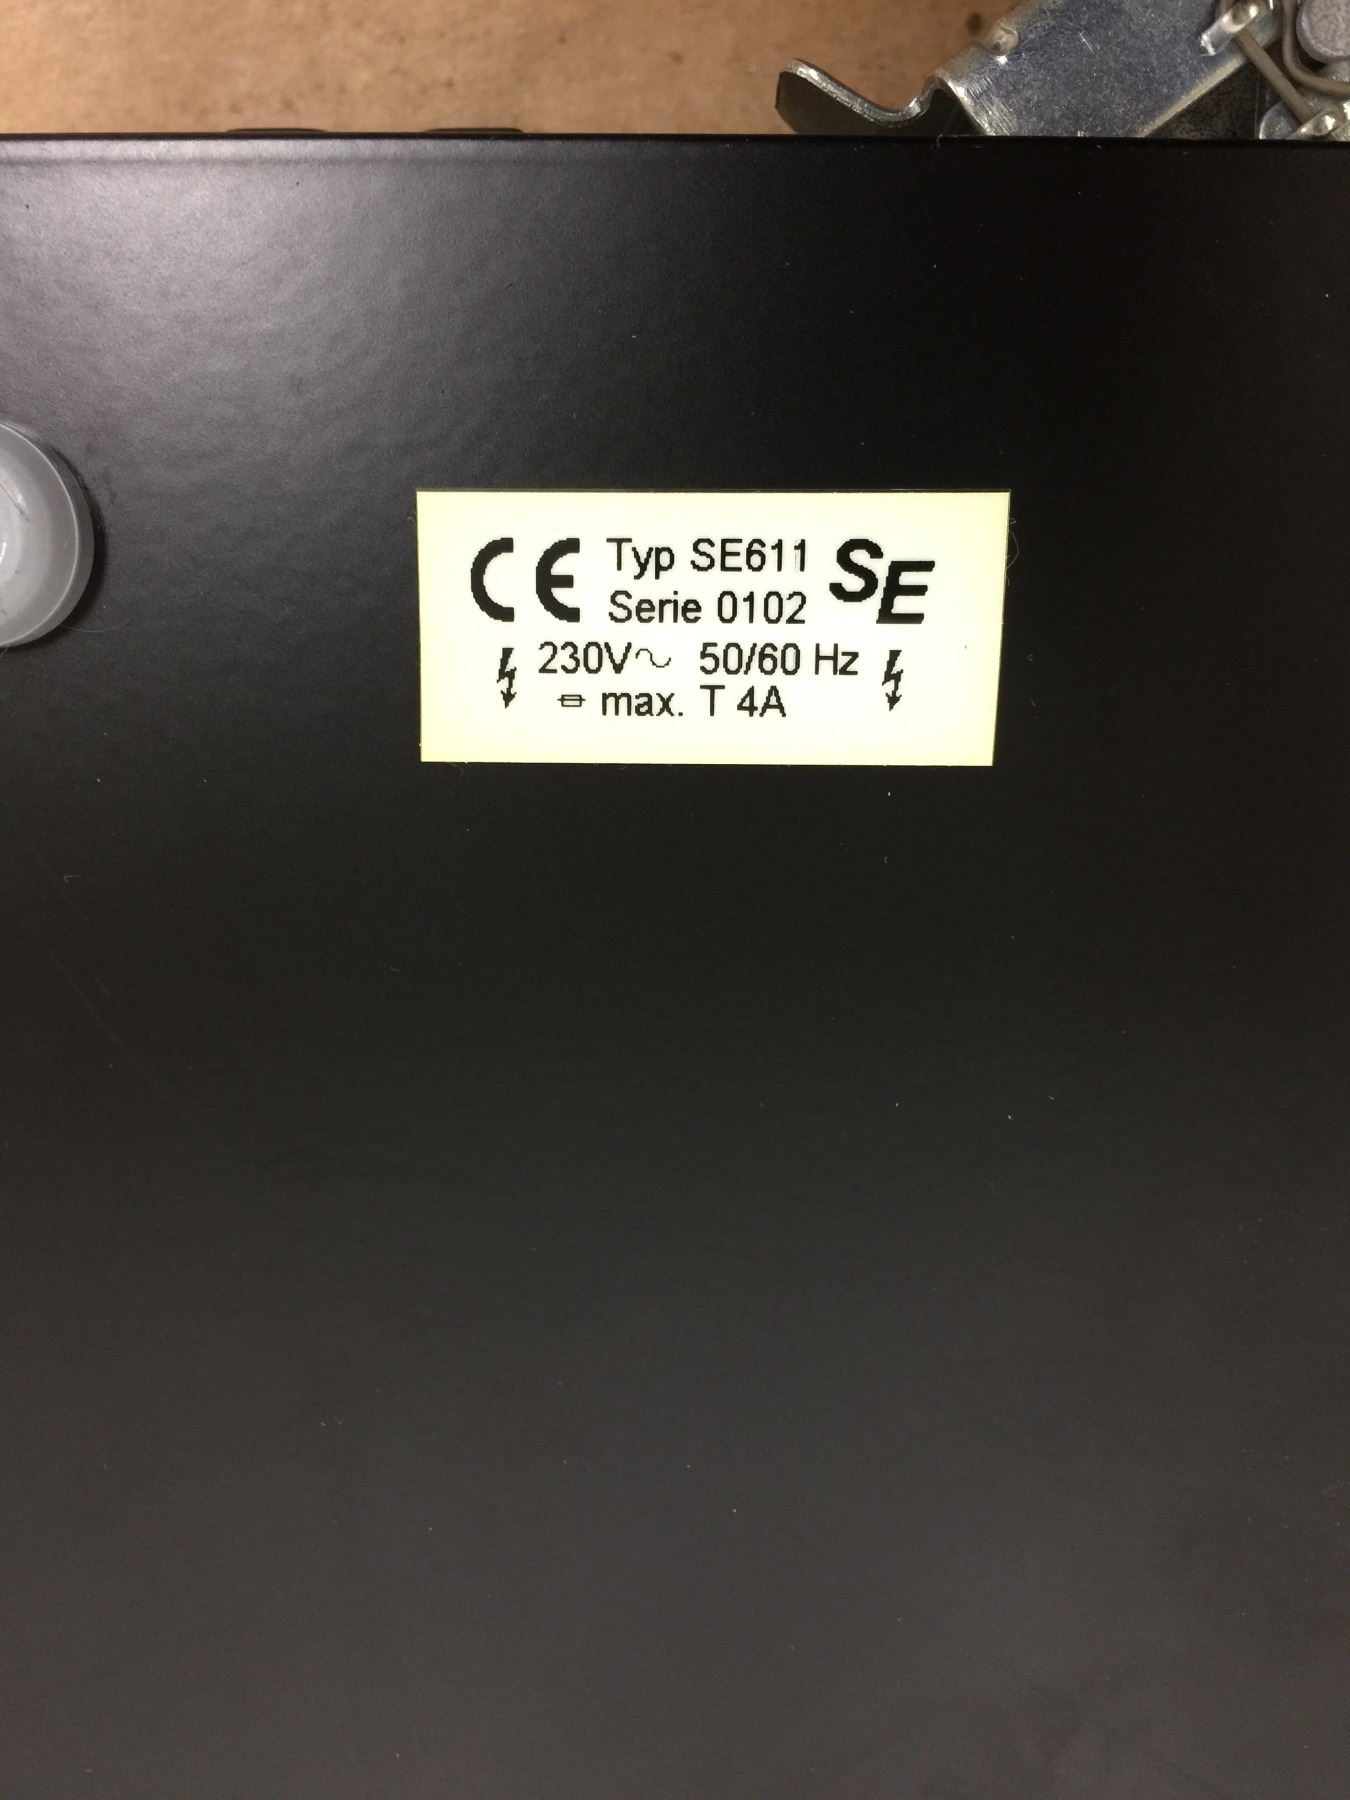 CE Typ SE611 SE
Serie 0102
230V~ 50/60 Hz
max. T 4A